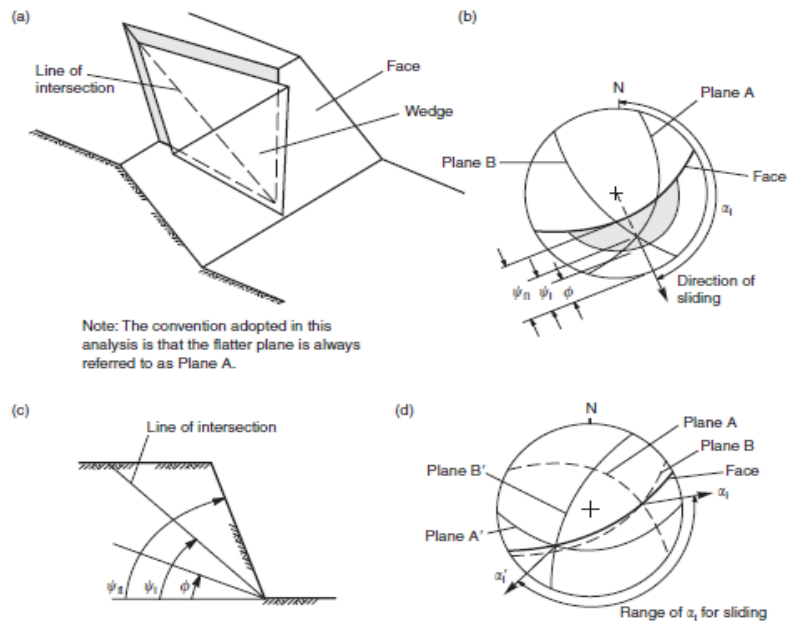 (a)
Line of
intersection
Face
Wedge
Note: The convention adopted in this
analysis is that the flatter plane is always
referred to as Plane A.
(b)
N
Plane A
Plane B
Face
αᵢ
Direction of
sliding
ψfi ψᵢ ϕ
(c)
Line of intersection
ψfi ψᵢ ϕ
(d)
N
Plane A
Plane B
Face
Plane B′
Plane A′
αᵢ
αᵢ′
Range of αᵢ for sliding